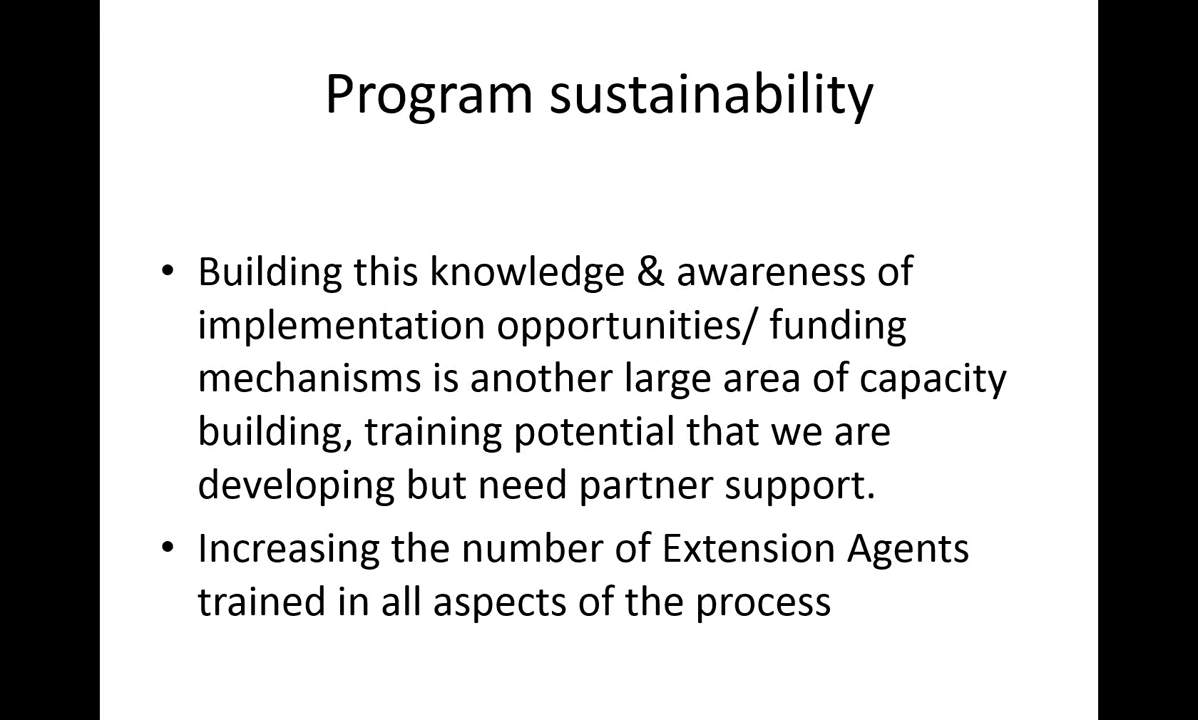 Program sustainability
• Building this knowledge & awareness of
implementation opportunities/ funding
mechanisms is another large area of capacity
building, training potential that we are
developing but need partner support.
• Increasing the number of Extension Agents
trained in all aspects of the process